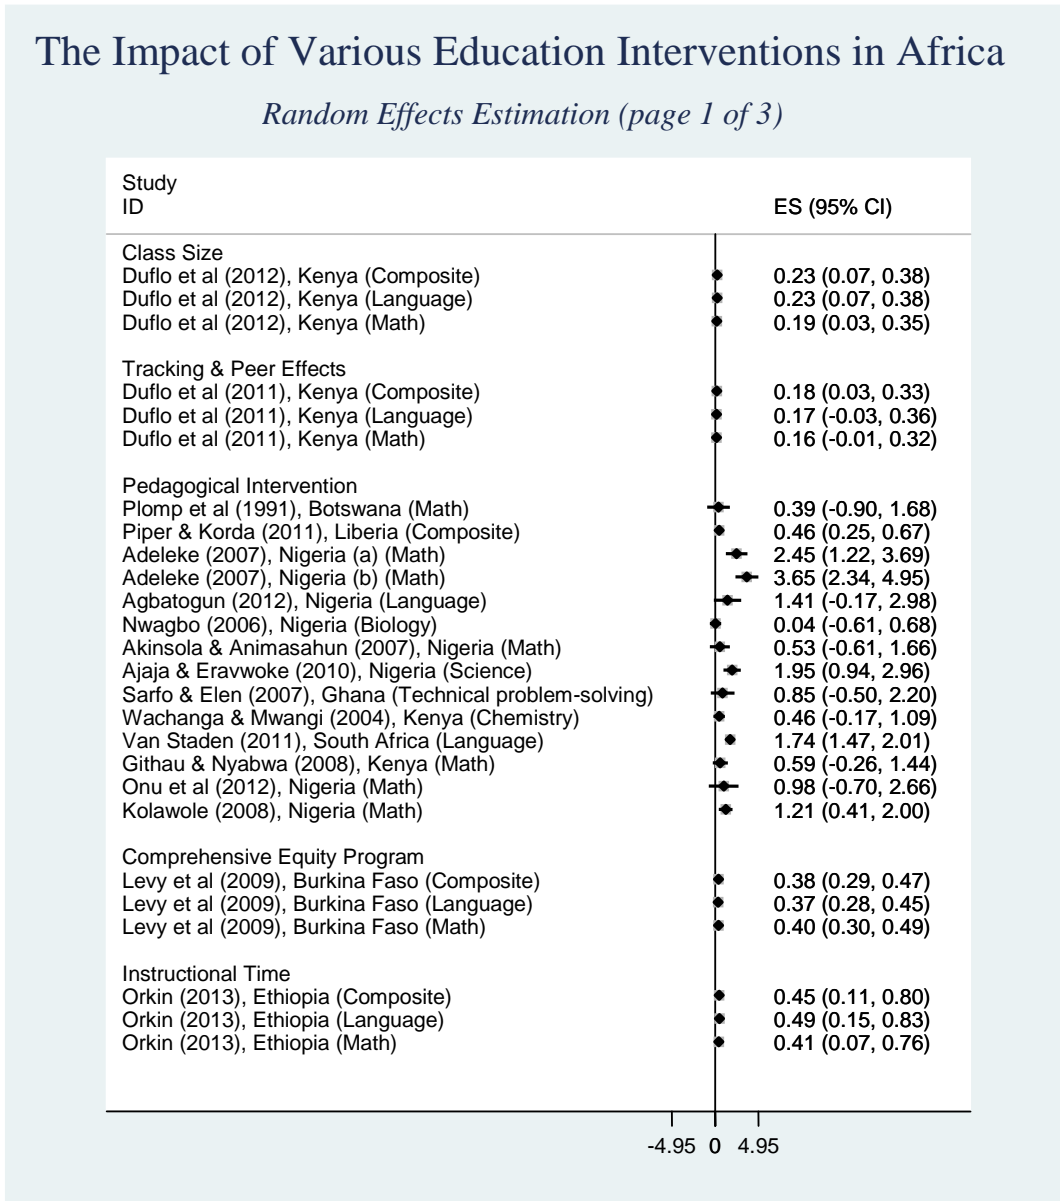 The Impact of Various Education Interventions in Africa
Random Effects Estimation (page 1 of 3)
Study
ID ES (95% CI)
Class Size
Duflo et al (2012), Kenya (Composite) 0.23 (0.07, 0.38)
Duflo et al (2012), Kenya (Language) 0.23 (0.07, 0.38)
Duflo et al (2012), Kenya (Math) 0.19 (0.03, 0.35)
Tracking & Peer Effects
Duflo et al (2011), Kenya (Composite) 0.18 (0.03, 0.33)
Duflo et al (2011), Kenya (Language) 0.17 (-0.03, 0.36)
Duflo et al (2011), Kenya (Math) 0.16 (-0.01, 0.32)
Pedagogical Intervention
Plomp et al (1991), Botswana (Math) 0.39 (-0.90, 1.68)
Piper & Korda (2011), Liberia (Composite) 0.46 (0.25, 0.67)
Adeleke (2007), Nigeria (a) (Math) 2.45 (1.22, 3.69)
Adeleke (2007), Nigeria (b) (Math) 3.65 (2.34, 4.95)
Agbatogun (2012), Nigeria (Language) 1.41 (-0.17, 2.98)
Nwagbo (2006), Nigeria (Biology) 0.04 (-0.61, 0.68)
Akinsola & Animasahun (2007), Nigeria (Math) 0.53 (-0.61, 1.66)
Ajaja & Eravwoke (2010), Nigeria (Science) 1.95 (0.94, 2.96)
Sarfo & Elen (2007), Ghana (Technical problem-solving) 0.85 (-0.50, 2.20)
Wachanga & Mwangi (2004), Kenya (Chemistry) 0.46 (-0.17, 1.09)
Van Staden (2011), South Africa (Language) 1.74 (1.47, 2.01)
Githau & Nyabwa (2008), Kenya (Math) 0.59 (-0.26, 1.44)
Onu et al (2012), Nigeria (Math) 0.98 (-0.70, 2.66)
Kolawole (2008), Nigeria (Math) 1.21 (0.41, 2.00)
Comprehensive Equity Program
Levy et al (2009), Burkina Faso (Composite) 0.38 (0.29, 0.47)
Levy et al (2009), Burkina Faso (Language) 0.37 (0.28, 0.45)
Levy et al (2009), Burkina Faso (Math) 0.40 (0.30, 0.49)
Instructional Time
Orkin (2013), Ethiopia (Composite) 0.45 (0.11, 0.80)
Orkin (2013), Ethiopia (Language) 0.49 (0.15, 0.83)
Orkin (2013), Ethiopia (Math) 0.41 (0.07, 0.76)
-4.95 0 4.95